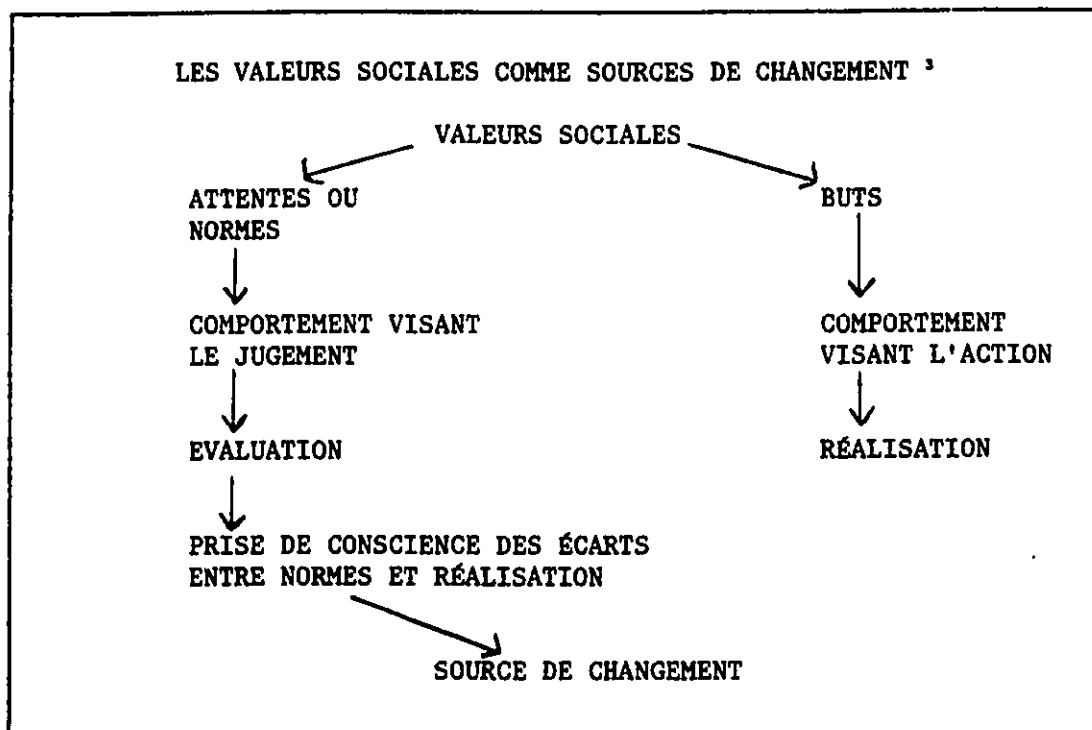 LES VALEURS SOCIALES COMME SOURCES DE CHANGEMENT ³
VALEURS SOCIALES
ATTENTES OU
NORMES
BUTS
COMPORTEMENT VISANT
LE JUGEMENT
COMPORTEMENT
VISANT L'ACTION
EVALUATION
RÉALISATION
PRISE DE CONSCIENCE DES ÉCARTS
ENTRE NORMES ET RÉALISATION
SOURCE DE CHANGEMENT